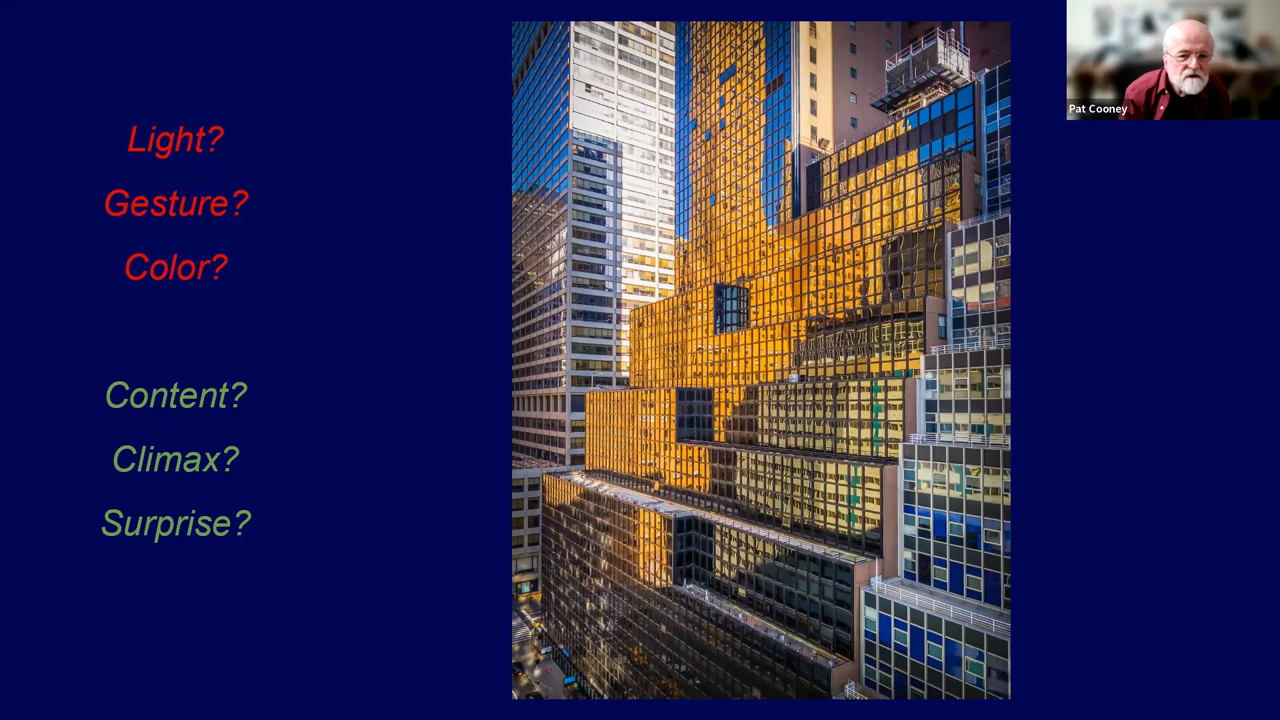 Light?
Gesture?
Color?
Content?
Climax?
Surprise?
Pat Cooney